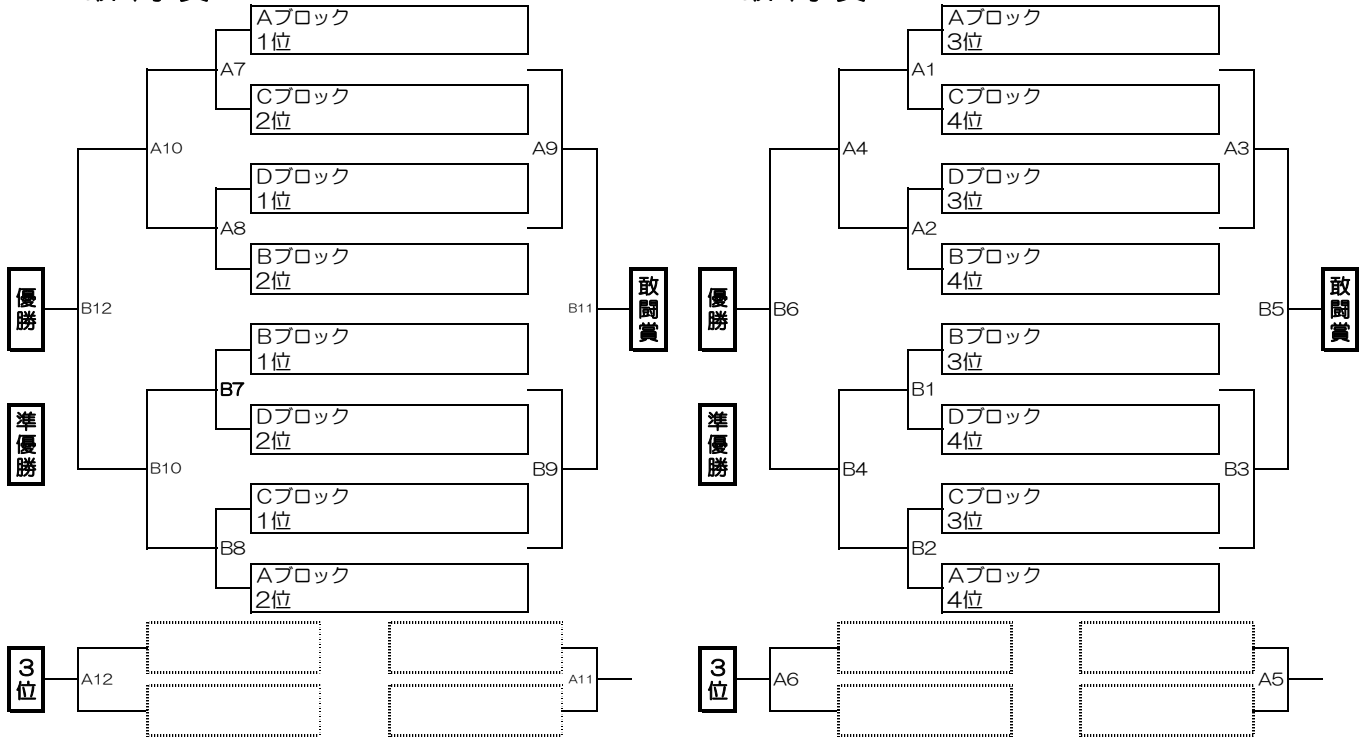 Aブロック
1位
A7
Cブロック
2位
A10
A9
Dブロック
1位
A8
Bブロック
2位
優勝
B12
B11
敢闘賞
Bブロック
1位
B7
準優勝
Dブロック
2位
B10
B9
Cブロック
1位
B8
Aブロック
2位
3位
A12
A11
Aブロック
3位
A1
Cブロック
4位
A4
A3
Dブロック
3位
A2
Bブロック
4位
優勝
B6
B5
敢闘賞
Bブロック
3位
B1
準優勝
Dブロック
4位
B4
B3
Cブロック
3位
B2
Aブロック
4位
3位
A6
A5